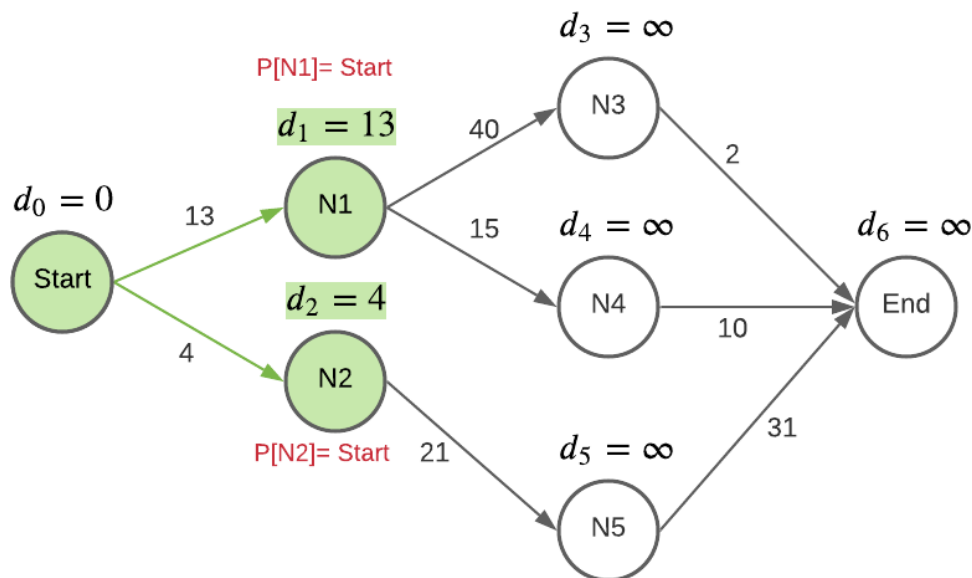 d₃ = ∞
P[N1]= Start
N3
d₁ = 13
40
2
d₀ = 0
13
N1
15
d₄ = ∞
d₆ = ∞
Start
d₂ = 4
N4
End
10
4
N2
P[N2]= Start
21
d₅ = ∞
31
N5